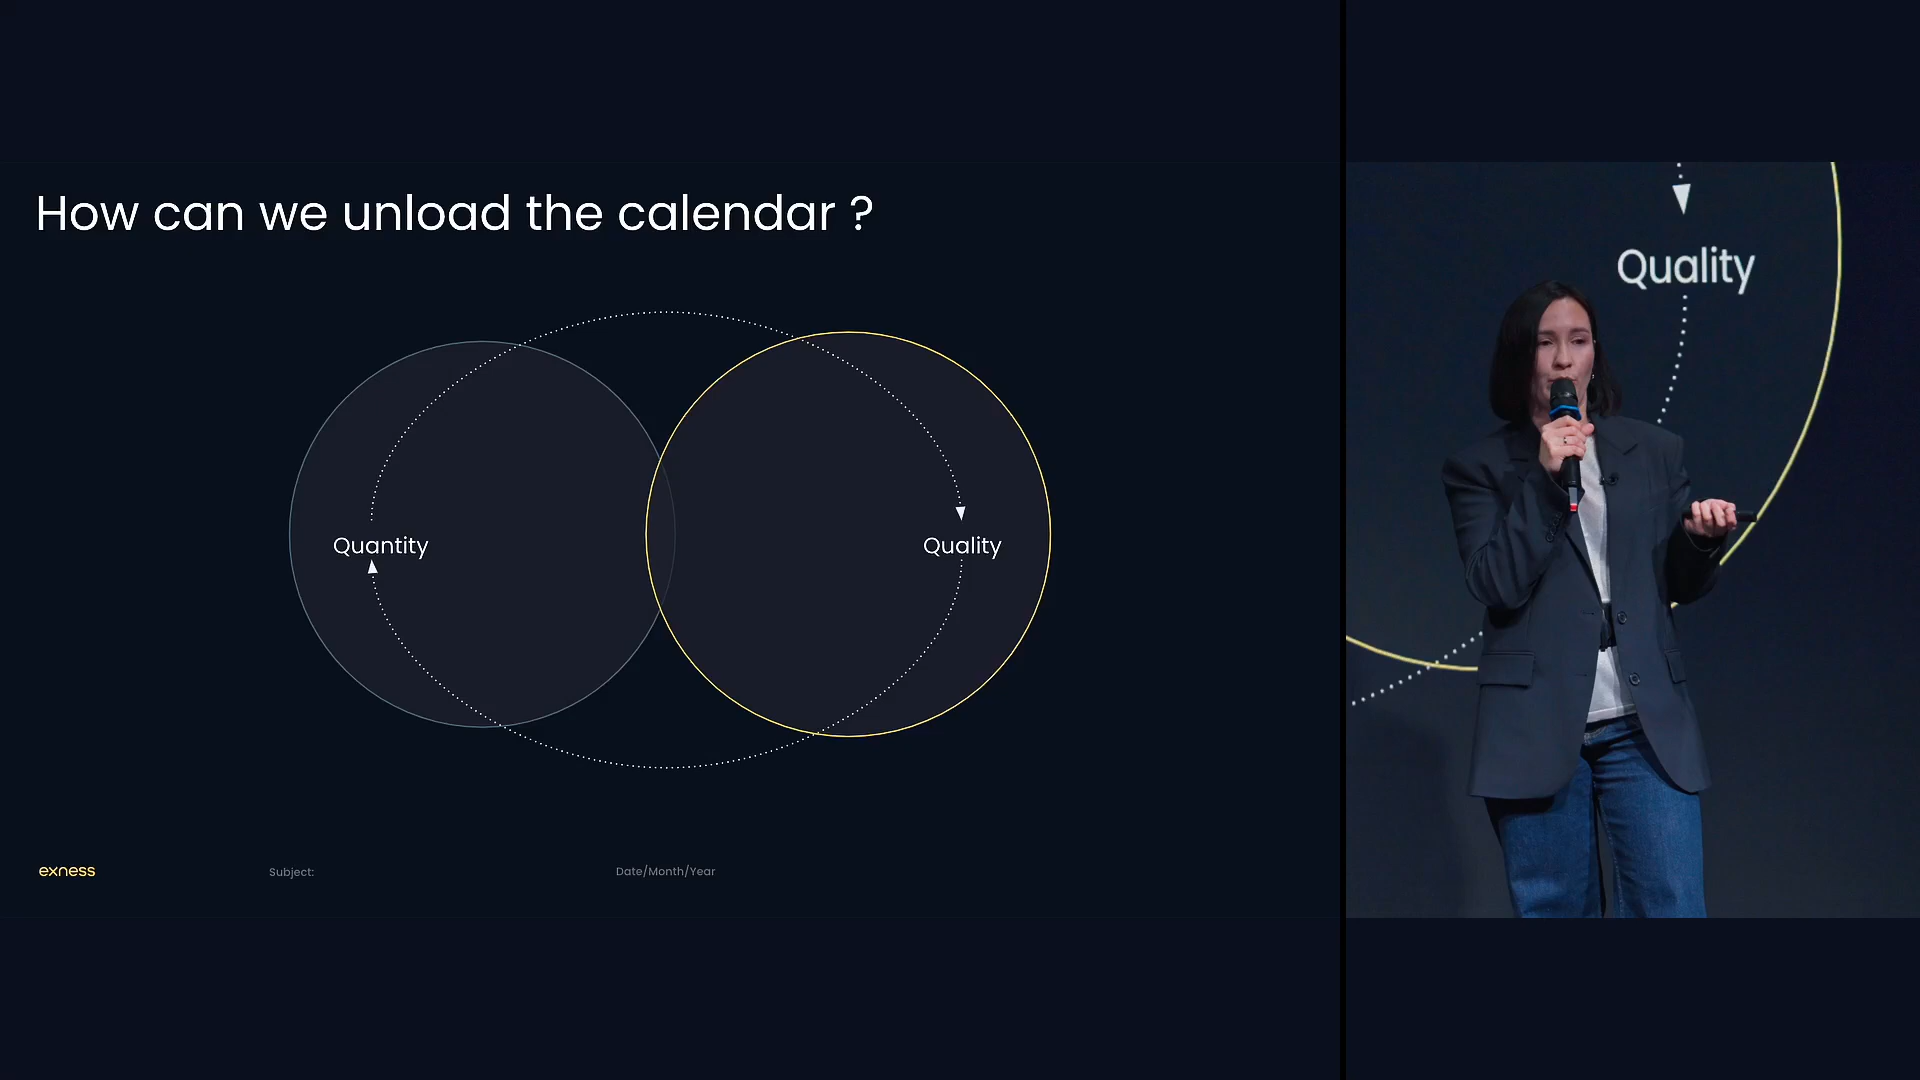 How can we unload the calendar ?
Quantity
Quality
exness
Subject:
Date/Month/Year
Quality